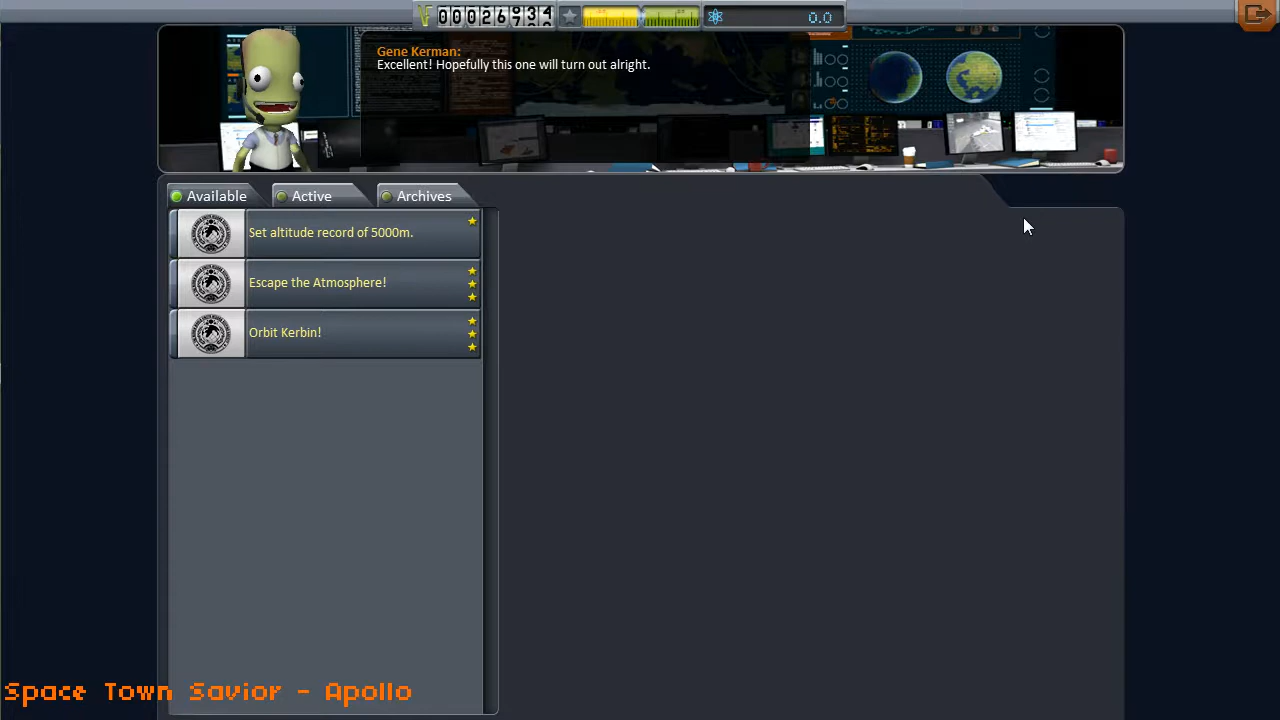 000026934
0.0
Gene Kerman:
Excellent! Hopefully this one will turn out alright.
Available
Active
Archives
Set altitude record of 5000m.
Escape the Atmosphere!
Orbit Kerbin!
Space Town Savior - Apollo